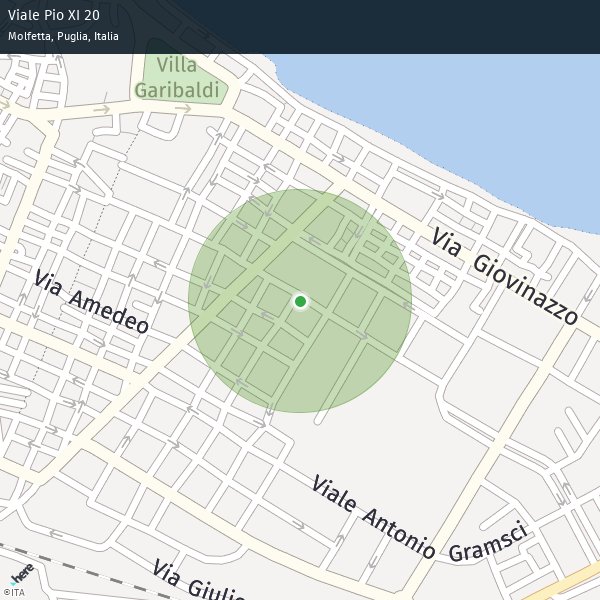 Viale Pio XI 20
Molfetta, Puglia, Italia
Villa
Garibaldi
Via Giovinazzo
Via Amedeo
Viale Antonio Gramsci
Via Giulio
here
©ITA